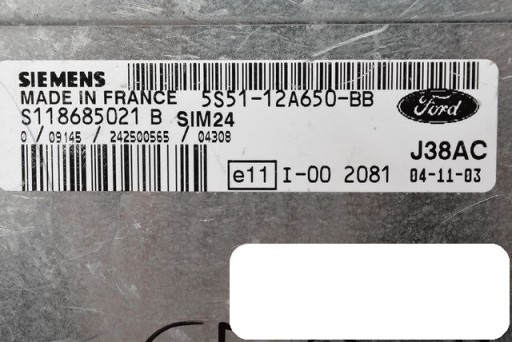 SIEMENS
MADE IN FRANCE 5S51-12A650-BB
S118685021 B SIM24
Ford
0 / 09145 / 242500565 / 04308
J38AC
e11 I-00 2081 04-11-03